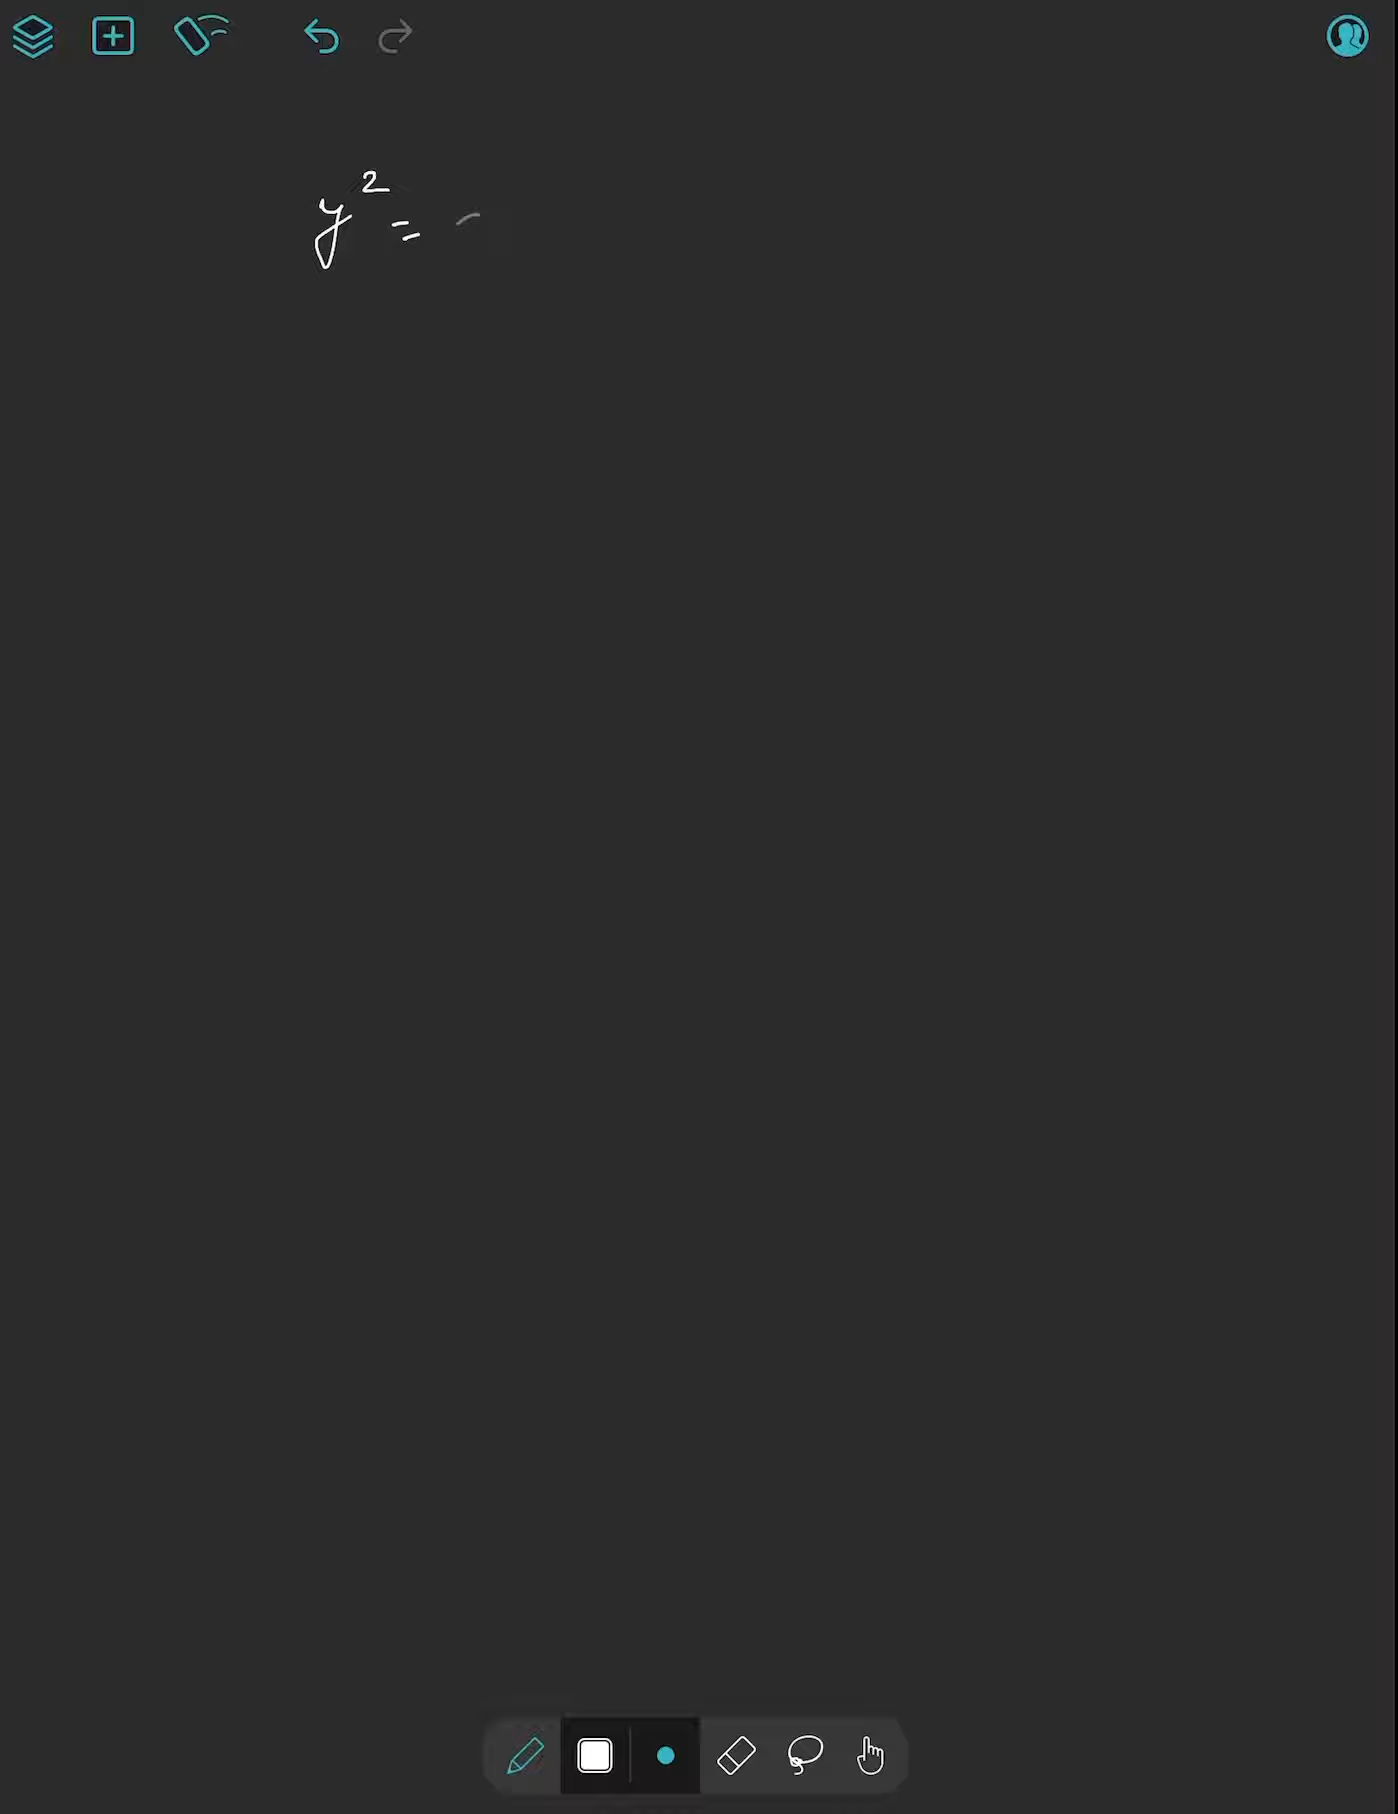 y² =